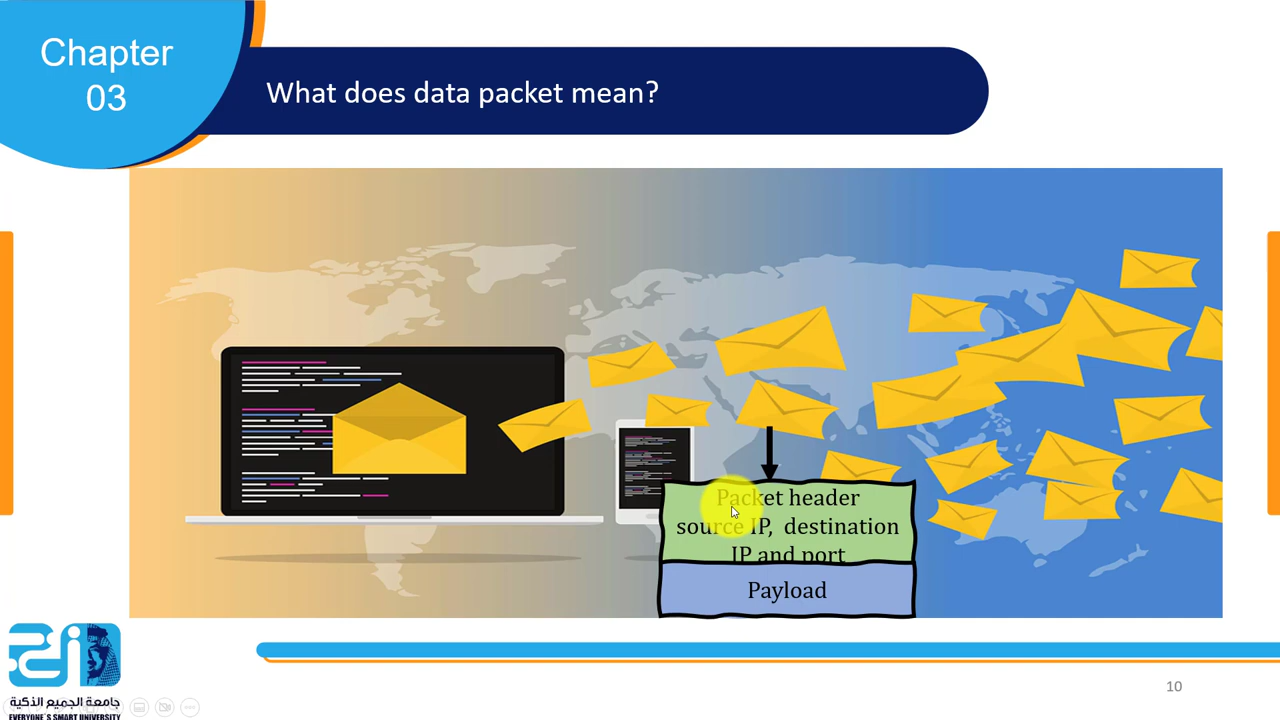 Chapter
03
What does data packet mean?
Packet header
source IP, destination
IP and port
Payload
جامعة الجميع الذكية
EVERYONE`S SMART UNIVERSITY
10